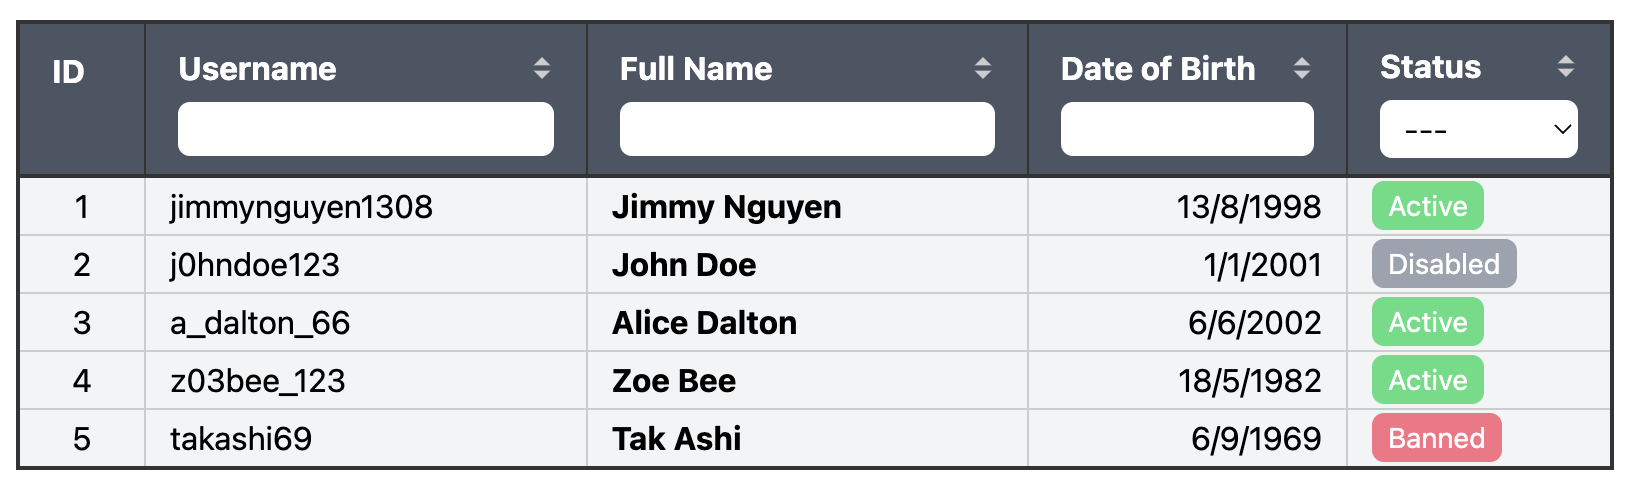 ID Username Full Name Date of Birth Status
---
1 jimmynguyen1308 Jimmy Nguyen 13/8/1998 Active
2 j0hndoe123 John Doe 1/1/2001 Disabled
3 a_dalton_66 Alice Dalton 6/6/2002 Active
4 z03bee_123 Zoe Bee 18/5/1982 Active
5 takashi69 Tak Ashi 6/9/1969 Banned